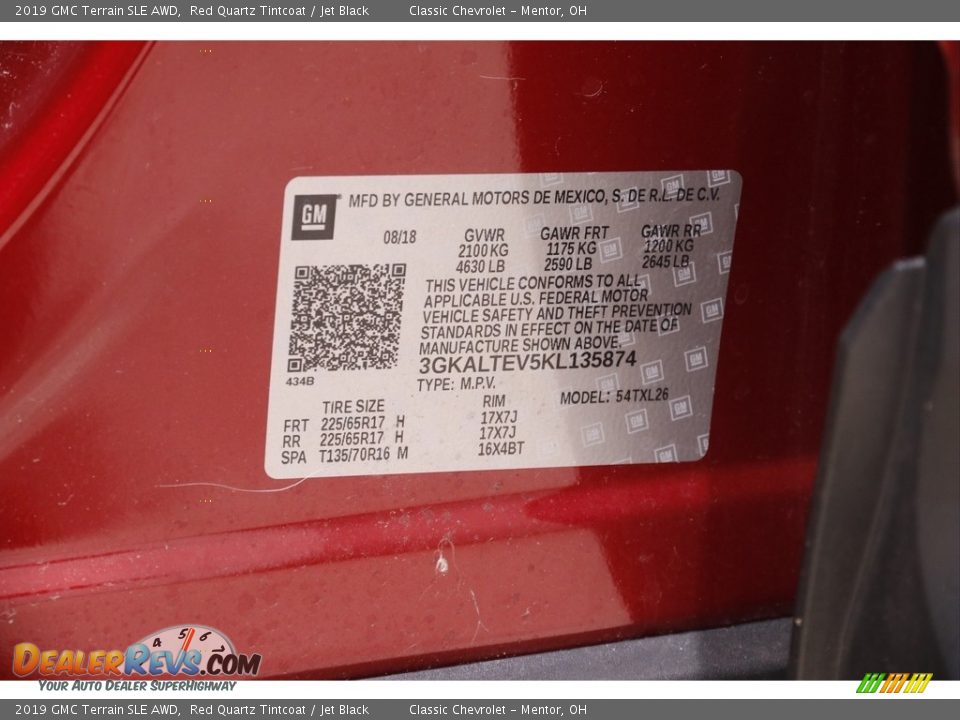 2019 GMC Terrain SLE AWD,  Red Quartz Tintcoat / Jet Black        Classic Chevrolet – Mentor, OH
GM MFD BY GENERAL MOTORS DE MEXICO, S. DE R.L. DE C.V.
08/18 GVWR GAWR FRT GAWR RR
2100 KG 1175 KG 1200 KG
4630 LB 2590 LB 2645 LB
THIS VEHICLE CONFORMS TO ALL
APPLICABLE U.S. FEDERAL MOTOR
VEHICLE SAFETY AND THEFT PREVENTION
STANDARDS IN EFFECT ON THE DATE OF
MANUFACTURE SHOWN ABOVE.
3GKALTEV5KL135874
434B
TYPE: M.P.V. MODEL: 54TXL26
TIRE SIZE RIM
FRT 225/65R17 H 17X7J
RR 225/65R17 H 17X7J
SPA T135/70R16 M 16X4BT
4 5 6
DEALERREVS.COM
YOUR AUTO DEALER SUPERHIGHWAY
2019 GMC Terrain SLE AWD,  Red Quartz Tintcoat / Jet Black        Classic Chevrolet – Mentor, OH